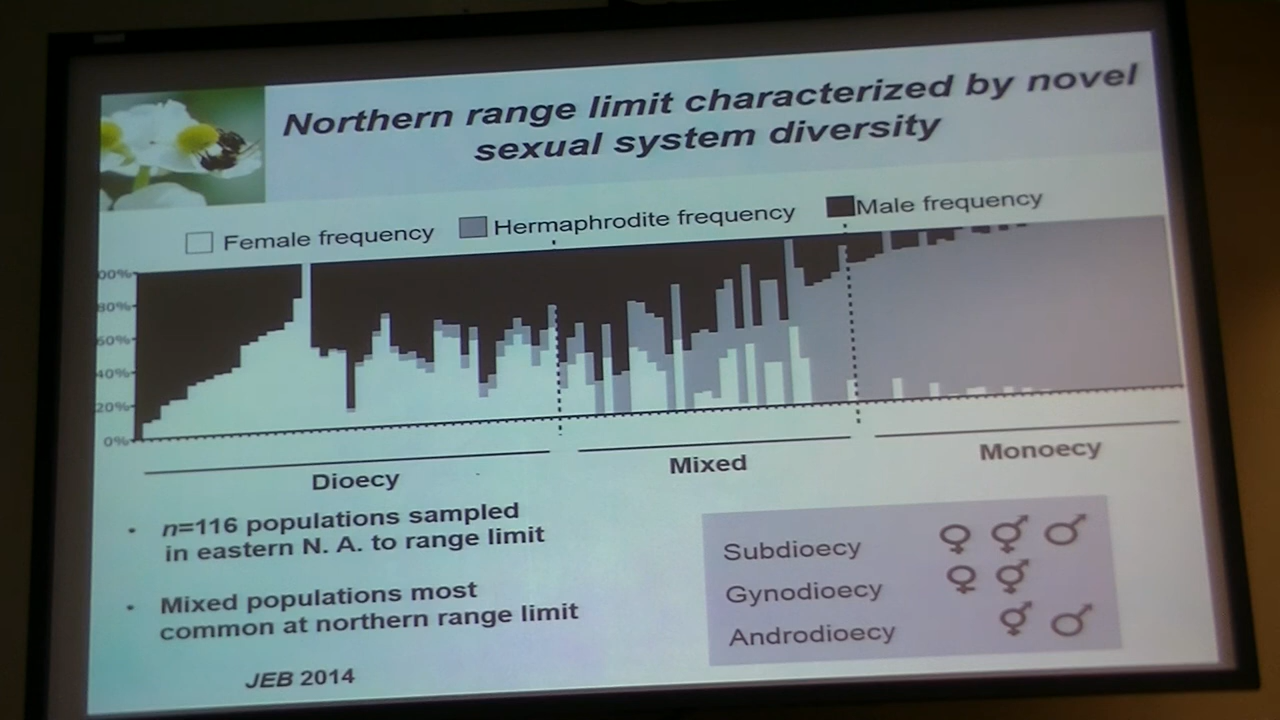 Northern range limit characterized by novel
sexual system diversity
Female frequency
Hermaphrodite frequency
Male frequency
00%
80%
60%
40%
20%
0%
Dioecy
Mixed
Monoecy
• n=116 populations sampled
in eastern N. A. to range limit
• Mixed populations most
common at northern range limit
JEB 2014
Subdioecy ♀ ⚥ ♂
Gynodioecy ♀ ⚥
Androdioecy ⚥ ♂